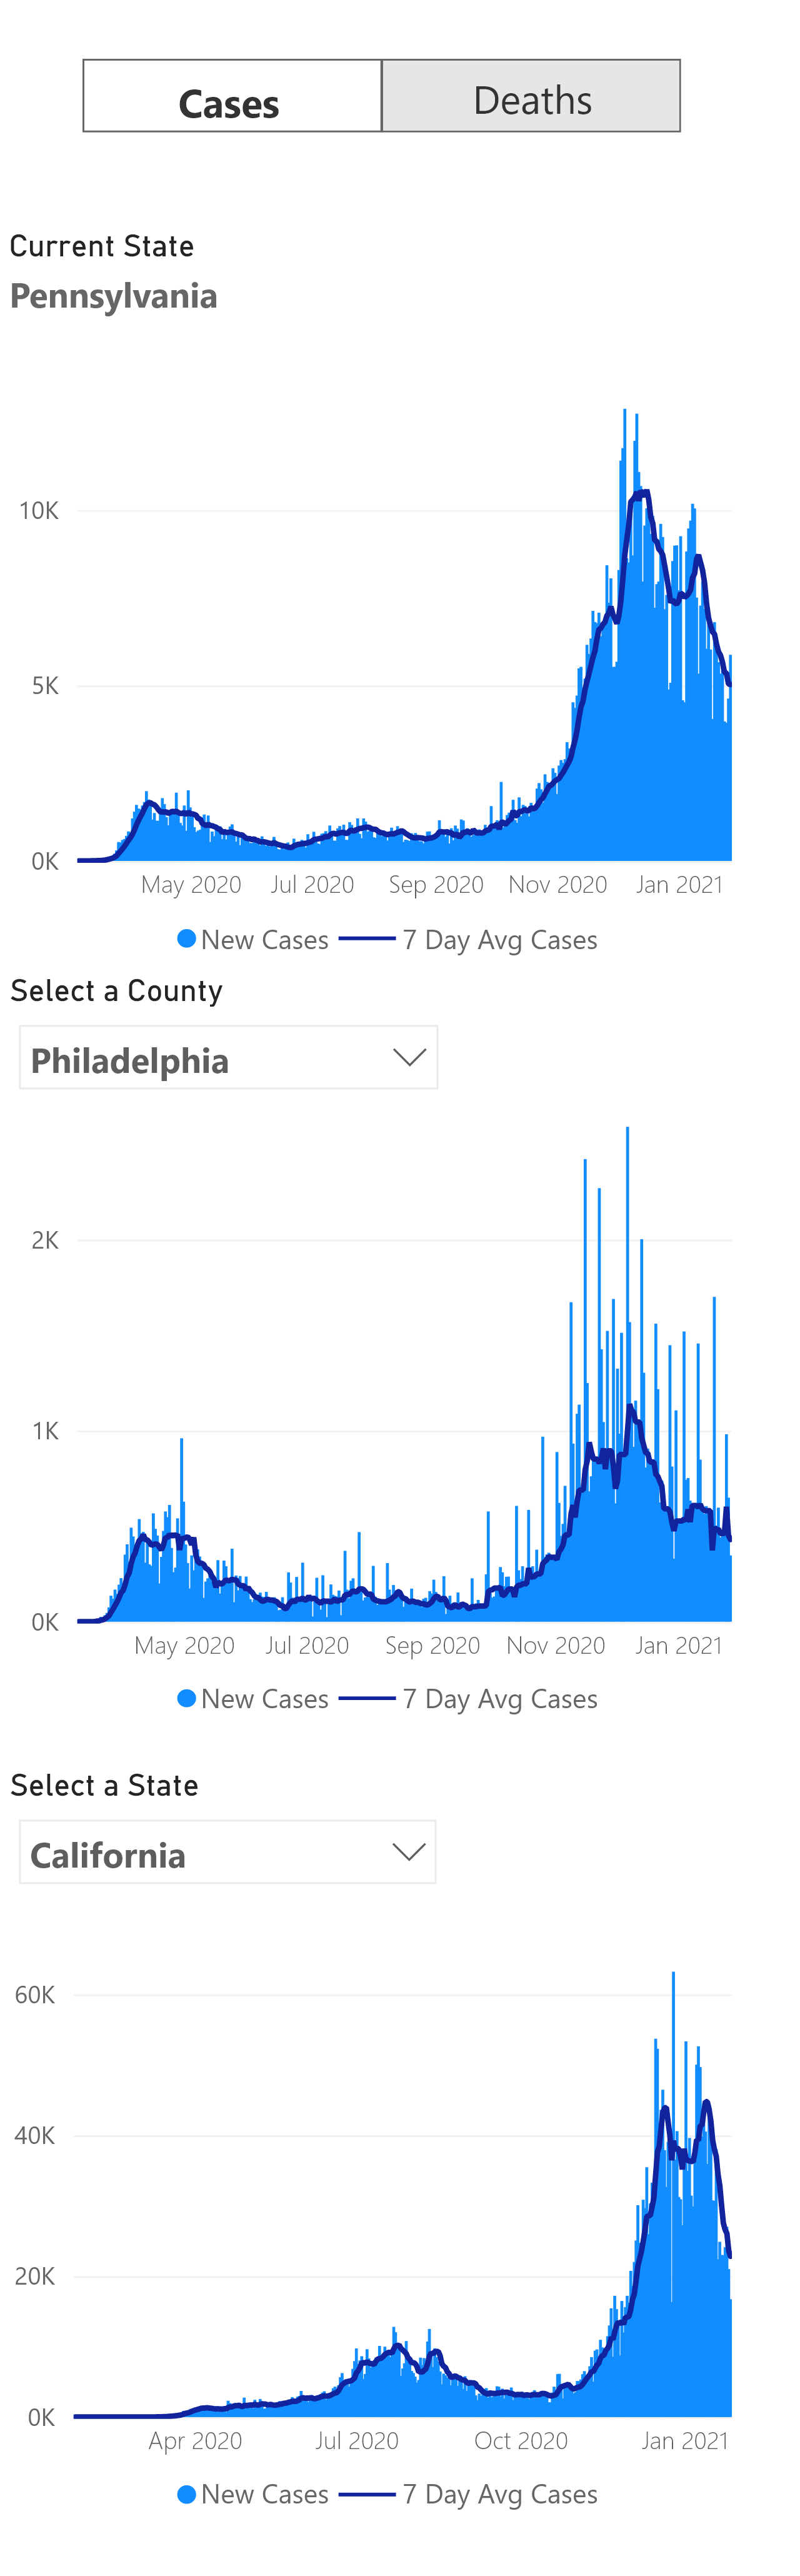 Cases Deaths
Current State
Pennsylvania
10K
5K
0K
May 2020 Jul 2020 Sep 2020 Nov 2020 Jan 2021
New Cases 7 Day Avg Cases
Select a County
Philadelphia
2K
1K
0K
May 2020 Jul 2020 Sep 2020 Nov 2020 Jan 2021
New Cases 7 Day Avg Cases
Select a State
California
60K
40K
20K
0K
Apr 2020 Jul 2020 Oct 2020 Jan 2021
New Cases 7 Day Avg Cases